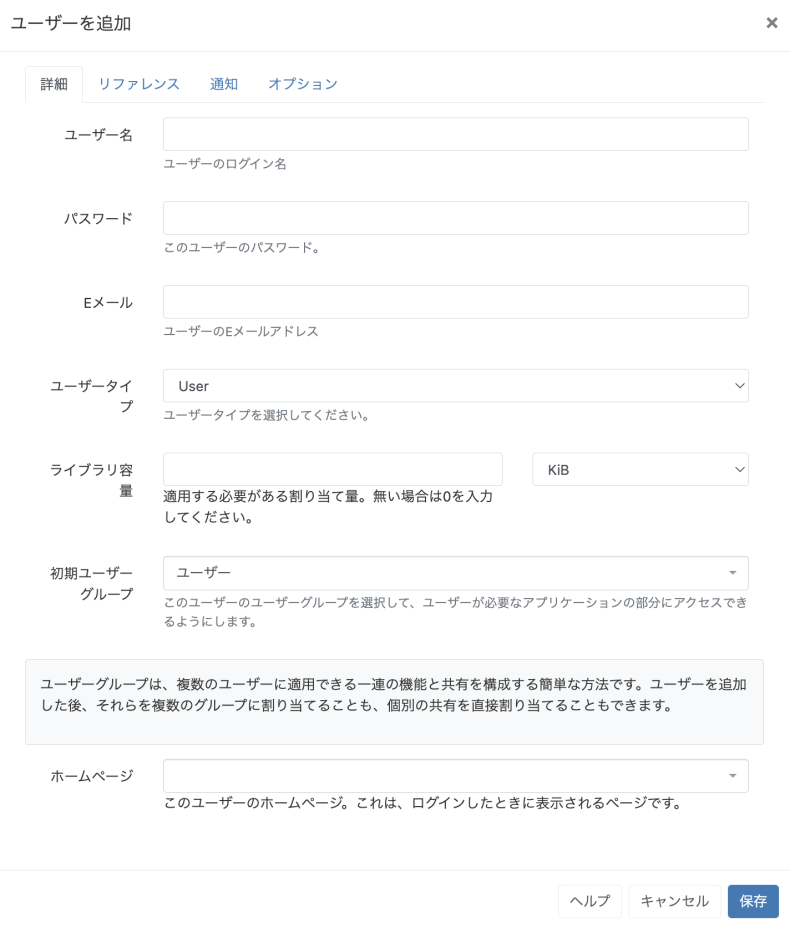 ユーザーを追加
×
詳細 リファレンス 通知 オプション
ユーザー名
ユーザーのログイン名
パスワード
このユーザーのパスワード。
Eメール
ユーザーのEメールアドレス
ユーザータイ
プ
User
ユーザータイプを選択してください。
ライブラリ容
量
KiB
適用する必要がある割り当て量。無い場合は0を入力
してください。
初期ユーザー
グループ
ユーザー
このユーザーのユーザーグループを選択して、ユーザーが必要なアプリケーションの部分にアクセスでき
るようにします。
ユーザーグループは、複数のユーザーに適用できる一連の機能と共有を構成する簡単な方法です。ユーザーを追加
した後、それらを複数のグループに割り当てることも、個別の共有を直接割り当てることもできます。
ホームページ
このユーザーのホームページ。これは、ログインしたときに表示されるページです。
ヘルプ キャンセル 保存